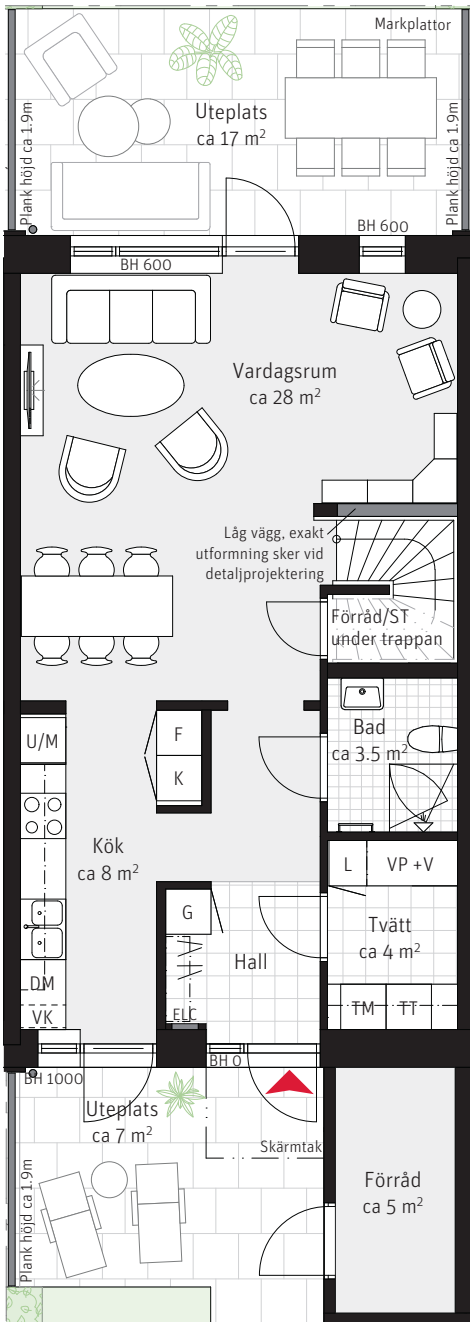 Markplattor
Plank höjd ca 1.9m
Uteplats
ca 17 m²
Plank höjd ca 1.9m
BH 600
BH 600
Vardagsrum
ca 28 m²
Låg vägg, exakt
utformning sker vid
detaljprojektering
Förråd/ST
under trappan
U/M
F
K
Bad
ca 3.5 m²
Kök
ca 8 m²
L
VP +V
G
Tvätt
ca 4 m²
Hall
DM
VK
ELC
TM
TT
BH 1000
BH 0
Uteplats
ca 7 m²
Skärmtak
Plank höjd ca 1.9m
Förråd
ca 5 m²